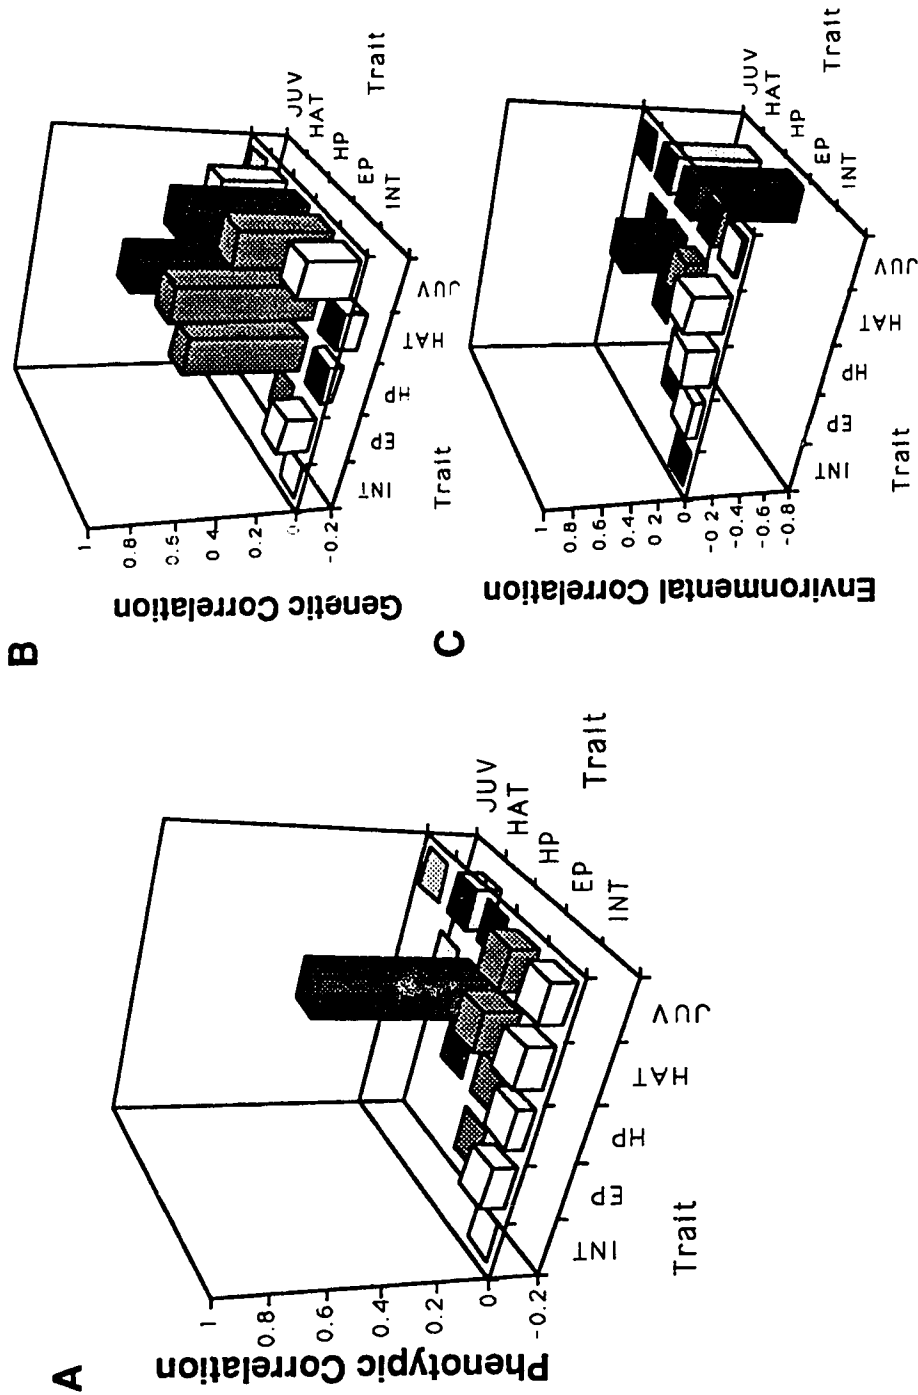 A
Phenotypic Correlation
1
0.8
0.6
0.4
0.2
0
-0.2
INT
EP
HP
HAT
JUV
Trait
JUV
HAT
HP
EP
INT
Trait
B
Genetic Correlation
1
0.8
0.6
0.4
0.2
0
-0.2
INT
EP
HP
HAT
JUV
Trait
JUV
HAT
HP
EP
INT
Trait
C
Environmental Correlation
1
0.8
0.6
0.4
0 2
0
-0 2
-0.4
-0.6
-0.8
INT
EP
HP
HAT
JUV
Trait
JUV
HAT
HP
EP
INT
Trait